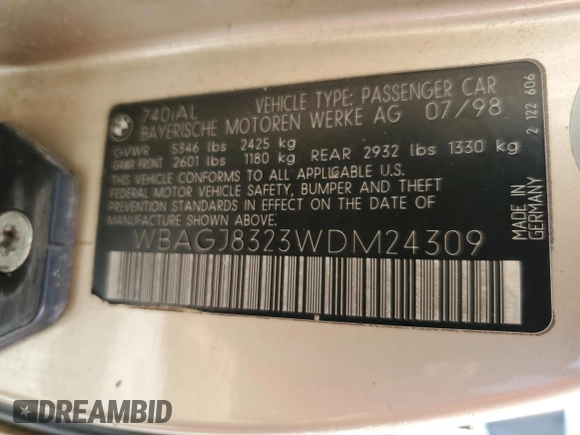 740iAL VEHICLE TYPE: PASSENGER CAR
BAYERISCHE MOTOREN WERKE AG 07/98
GVWR 5346 lbs 2425 kg
GAWR FRONT 2601 lbs 1180 kg REAR 2932 lbs 1330 kg
THIS VEHICLE CONFORMS TO ALL APPLICABLE U.S.
FEDERAL MOTOR VEHICLE SAFETY, BUMPER AND THEFT
PREVENTION STANDARDS IN EFFECT ON THE DATE OF
MANUFACTURE SHOWN ABOVE.
WBAGJ8323WDM24309
MADE IN
GERMANY
2 122 606
DREAMBID